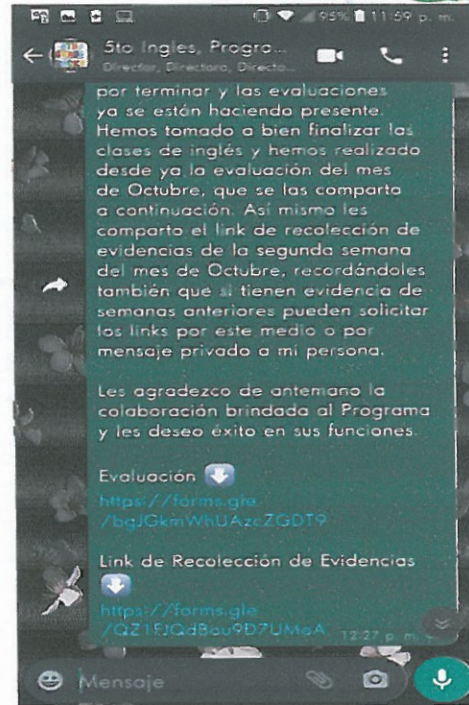 95% 11:59 p. m.
5to Ingles, Progra...
Director, Directora, Directo...
por terminar y las evaluaciones
ya se están haciendo presente.
Hemos tomado a bien finalizar las
clases de inglés y hemos realizado
desde ya la evaluación del mes
de Octubre, que se las comparto
a continuación. Así mismo les
comparto el link de recolección de
evidencias de la segunda semana
del mes de Octubre, recordándoles
también que si tienen evidencia de
semanas anteriores pueden solicitar
los links por este medio o por
mensaje privado a mi persona.
Les agradezco de antemano la
colaboración brindada al Programa
y les deseo éxito en sus funciones.
Evaluación
https://forms.gle
/bgJGkmWhUAzcZGDT9
Link de Recolección de Evidencias
https://forms.gle
12:27 p. m.
Mensaje